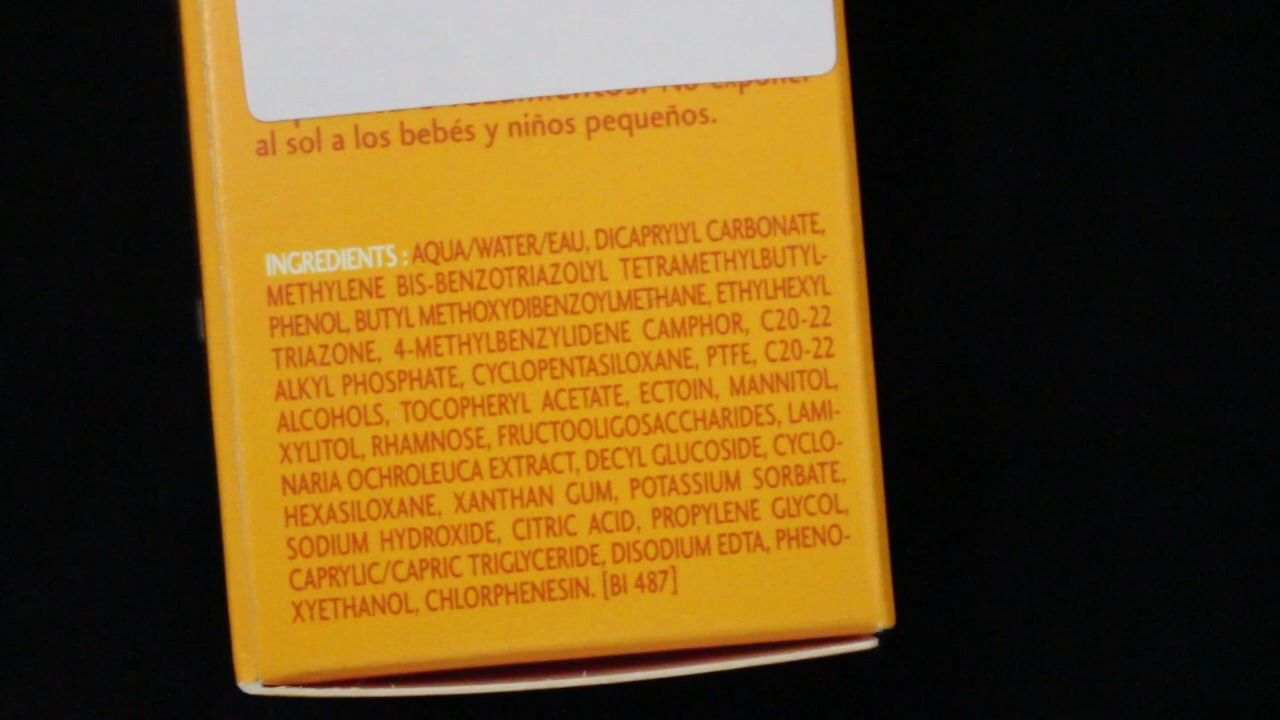 No exponer
al sol a los bebés y niños pequeños.
INGREDIENTS : AQUA/WATER/EAU, DICAPRYLYL CARBONATE,
METHYLENE BIS-BENZOTRIAZOLYL TETRAMETHYLBUTYL-
PHENOL, BUTYL METHOXYDIBENZOYLMETHANE, ETHYLHEXYL
TRIAZONE, 4-METHYLBENZYLIDENE CAMPHOR, C20-22
ALKYL PHOSPHATE, CYCLOPENTASILOXANE, PTFE, C20-22
ALCOHOLS, TOCOPHERYL ACETATE, ECTOIN, MANNITOL,
XYLITOL, RHAMNOSE, FRUCTOOLIGOSACCHARIDES, LAMI-
NARIA OCHROLEUCA EXTRACT, DECYL GLUCOSIDE, CYCLO-
HEXASILOXANE, XANTHAN GUM, POTASSIUM SORBATE,
SODIUM HYDROXIDE, CITRIC ACID, PROPYLENE GLYCOL,
CAPRYLIC/CAPRIC TRIGLYCERIDE, DISODIUM EDTA, PHENO-
XYETHANOL, CHLORPHENESIN. [BI 487]